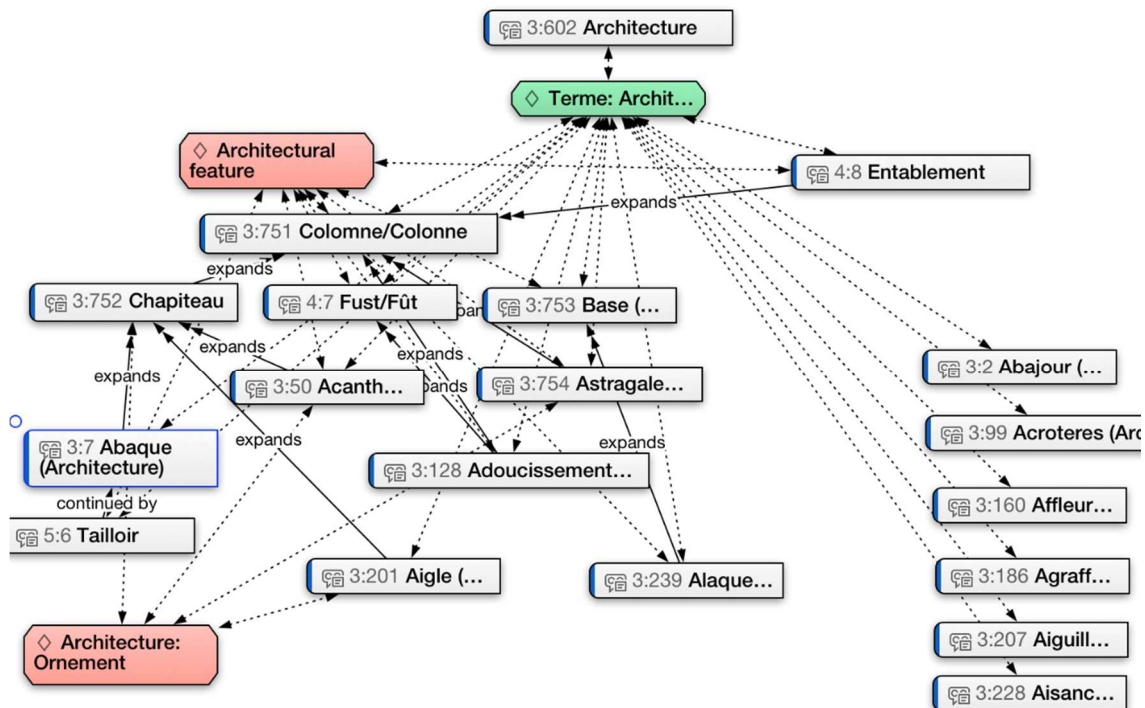 3:602 Architecture
◇ Terme: Archit...
◇ Architectural
feature
4:8 Entablement
expands
3:751 Colomne/Colonne
expands
3:752 Chapiteau
4:7 Fust/Fût
3:753 Base (...
expands
expands
expands
3:50 Acanth...
3:754 Astragale...
3:2 Abajour (...
expands
expands
3:7 Abaque
(Architecture)
3:99 Acroteres (Arc
3:128 Adoucissement...
continued by
3:160 Affleur...
5:6 Tailloir
3:201 Aigle (...
3:239 Alaque...
3:186 Agraff...
◇ Architecture:
Ornement
3:207 Aiguill...
3:228 Aisanc...